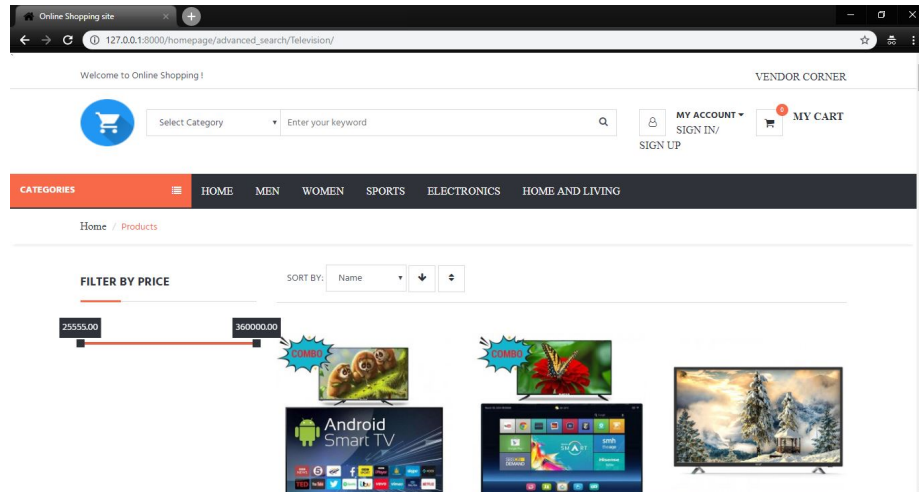 Online Shopping site
127.0.0.1:8000/homepage/advanced_search/Television/
Welcome to Online Shopping !
VENDOR CORNER
Select Category
Enter your keyword
MY ACCOUNT
SIGN IN/
SIGN UP
0
MY CART
CATEGORIES
HOME MEN WOMEN SPORTS ELECTRONICS HOME AND LIVING
Home / Products
FILTER BY PRICE
SORT BY: Name
25555.00 360000.00
COMBO
COMBO
Android
Smart TV
SMART
smh
TED